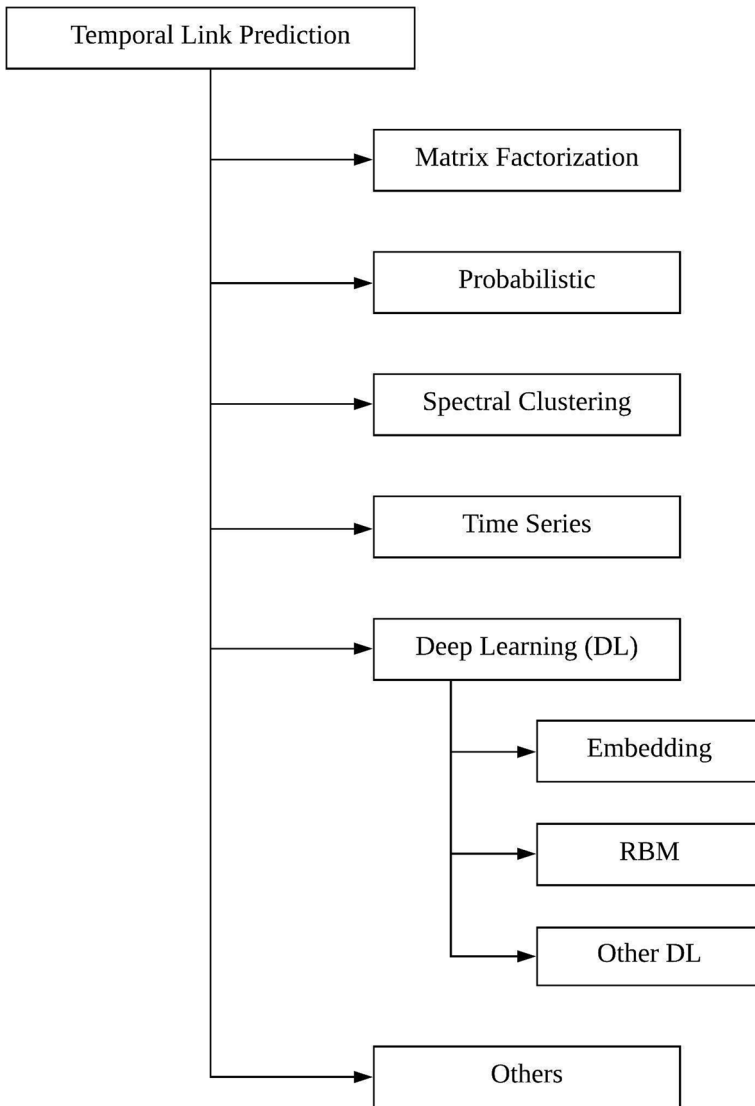 Temporal Link Prediction
Matrix Factorization
Probabilistic
Spectral Clustering
Time Series
Deep Learning (DL)
Embedding
RBM
Other DL
Others